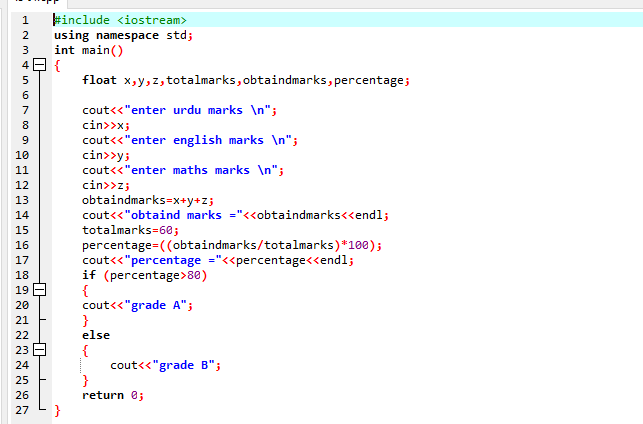 1 #include <iostream>
2 using namespace std;
3 int main()
4 {
5 float x,y,z,totalmarks,obtaindmarks,percentage;
6
7 cout<<"enter urdu marks \n";
8 cin>>x;
9 cout<<"enter english marks \n";
10 cin>>y;
11 cout<<"enter maths marks \n";
12 cin>>z;
13 obtaindmarks=x+y+z;
14 cout<<"obtaind marks ="<<obtaindmarks<<endl;
15 totalmarks=60;
16 percentage=((obtaindmarks/totalmarks)*100);
17 cout<<"percentage ="<<percentage<<endl;
18 if (percentage>80)
19 {
20 cout<<"grade A";
21 }
22 else
23 {
24 cout<<"grade B";
25 }
26 return 0;
27 }